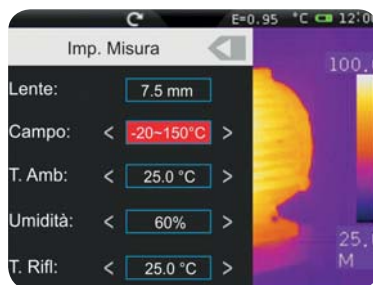 E=0.95 °C 12:00
Imp. Misura
100.
Lente: 7.5 mm
Campo: < -20~150°C >
T. Amb: < 25.0 °C >
Umidità: < 60% >
25.
T. Rifl: < 25.0 °C >
M